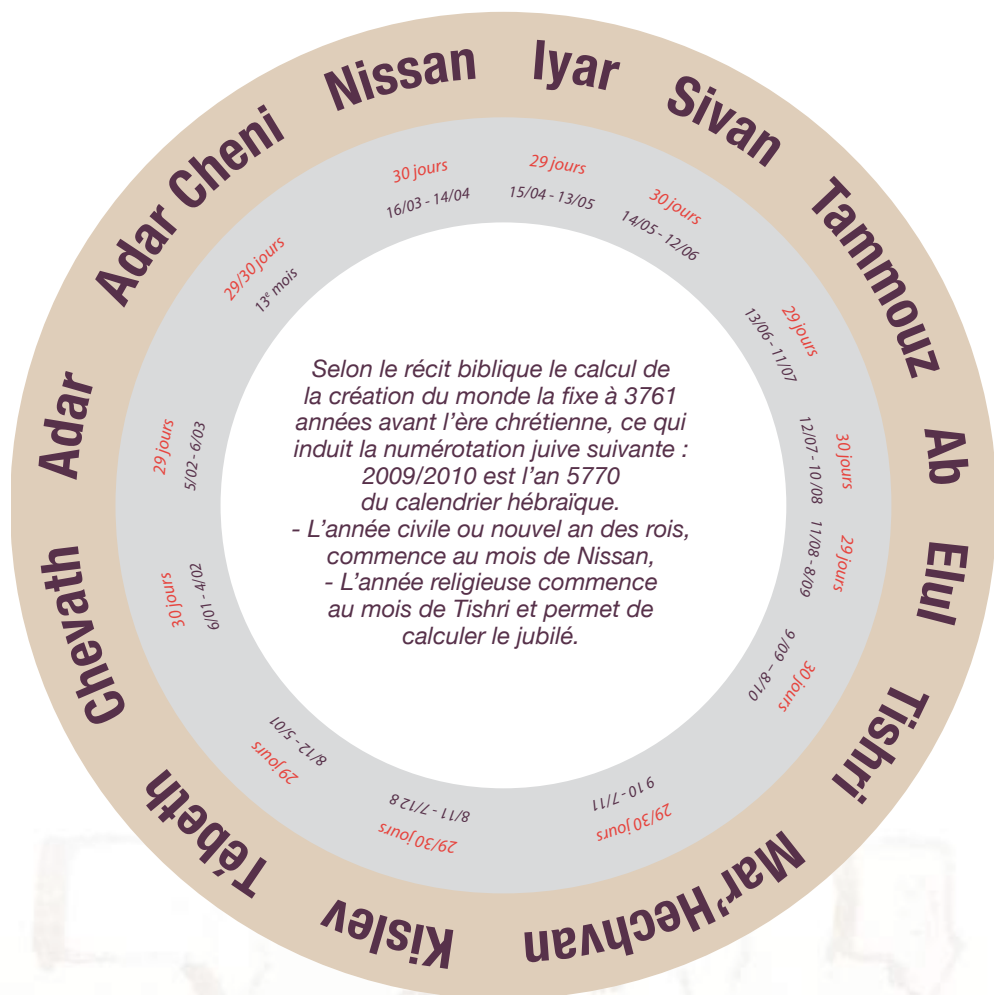 Nissan
30 jours
16/03 - 14/04
Iyar
29 jours
15/04 - 13/05
Sivan
30 jours
14/05 - 12/06
Tammouz
29 jours
13/06 - 11/07
Ab
30 jours
12/07 - 10/08
Elul
29 jours
11/08 - 8/09
Tishri
30 jours
9/09 – 8/10
Mar'Hechvan
29/30 jours
910 - 7/11
Kislev
29/30 jours
8/11 - 7/128
Tébeth
29 jours
8/12 - 5/01
Chevath
30 jours
6/01 - 4/02
Adar
29 jours
5/02 - 6/03
Adar Cheni
29/30 jours
13e mois
Selon le récit biblique le calcul de
la création du monde la fixe à 3761
années avant l'ère chrétienne, ce qui
induit la numérotation juive suivante :
2009/2010 est l'an 5770
du calendrier hébraïque.
- L'année civile ou nouvel an des rois,
commence au mois de Nissan,
- L'année religieuse commence
au mois de Tishri et permet de
calculer le jubilé.